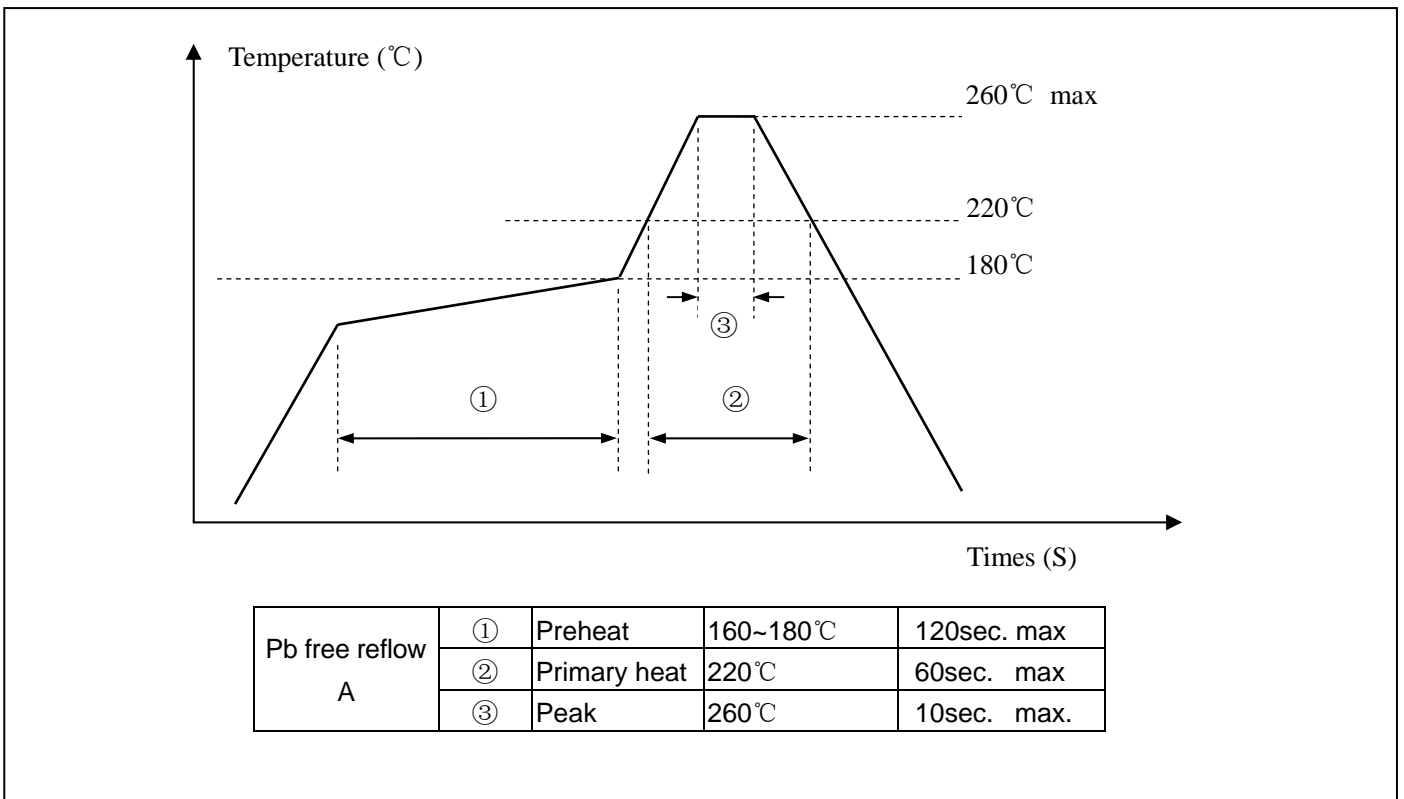 Temperature (℃)
260℃ max
220℃
180℃
③
① ②
Times (S)
Pb free reflow A
① Preheat 160~180℃ 120sec. max
② Primary heat 220℃ 60sec. max
③ Peak 260℃ 10sec. max.